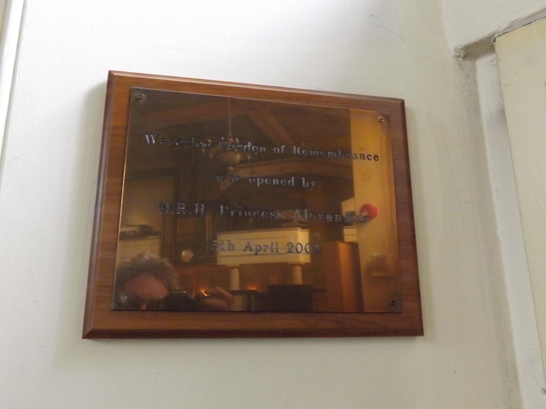 Garden of Remembrance
was opened by
H.R.H. Princess Alexandra
April